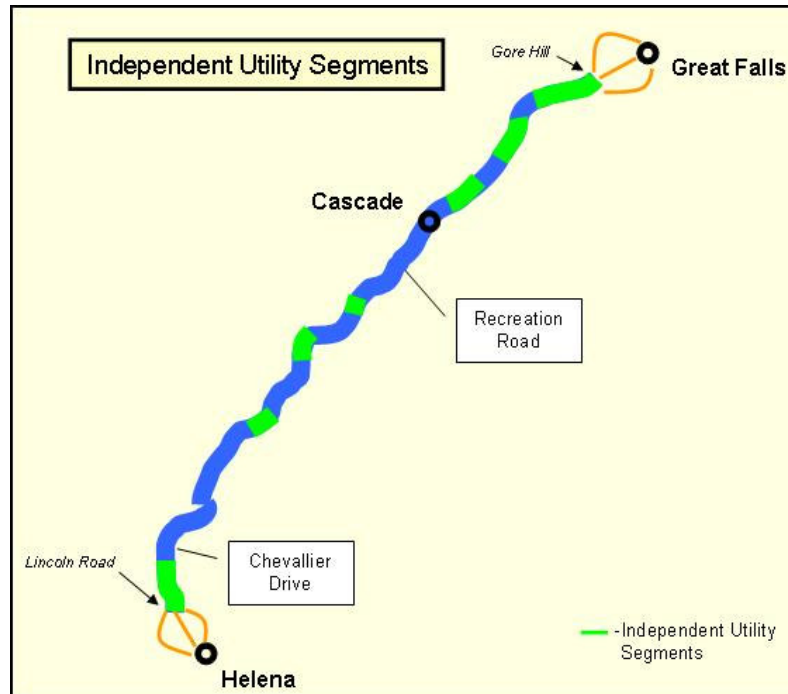 Independent Utility Segments
Gore Hill
Great Falls
Cascade
Recreation
Road
Chevallier
Drive
Lincoln Road
Helena
-Independent Utility
Segments